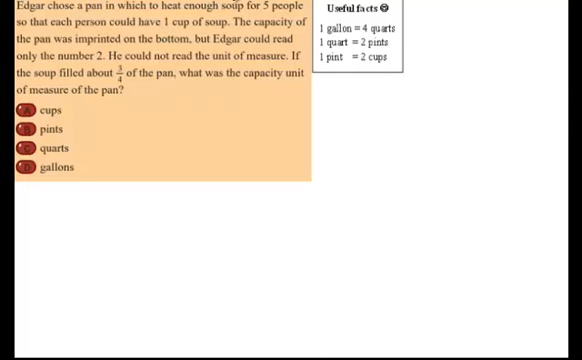 Edgar chose a pan in which to heat enough soup for 5 people
so that each person could have 1 cup of soup. The capacity of
the pan was imprinted on the bottom, but Edgar could read
only the number 2. He could not read the unit of measure. If
the soup filled about 3/4 of the pan, what was the capacity unit
of measure of the pan?
A cups
B pints
C quarts
D gallons
Useful facts
1 gallon = 4 quarts
1 quart = 2 pints
1 pint = 2 cups